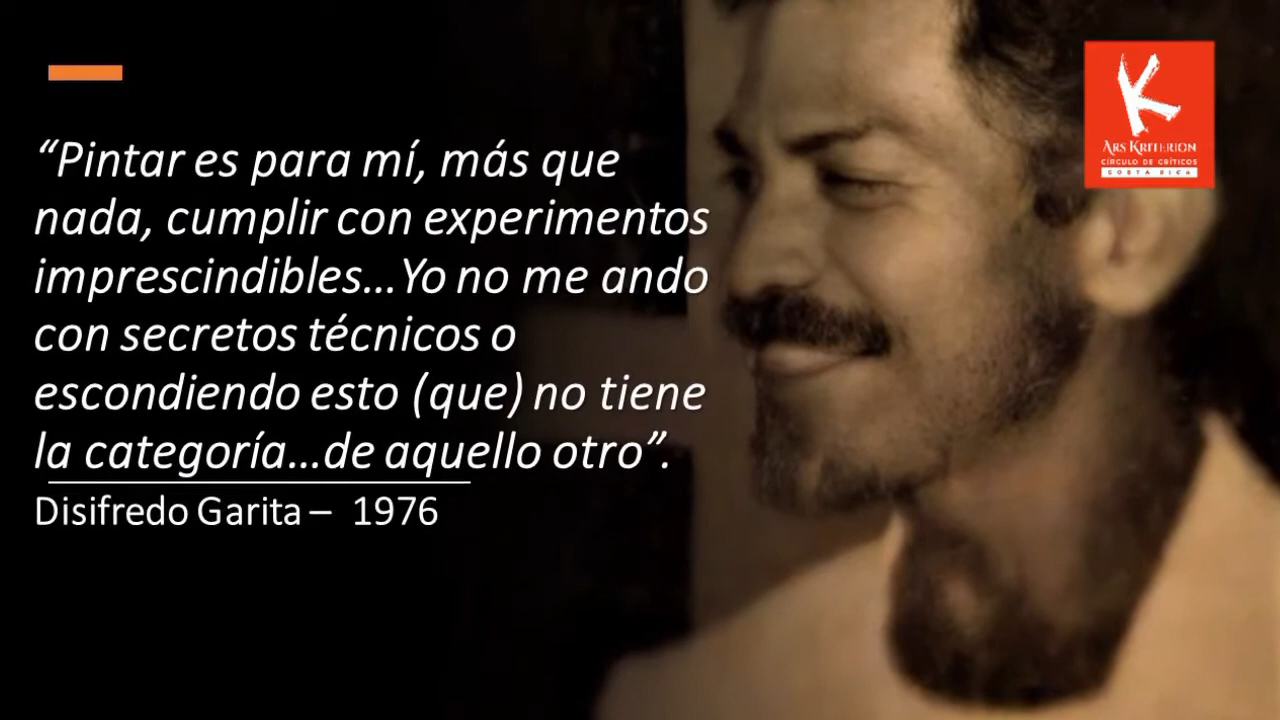 “Pintar es para mí, más que
nada, cumplir con experimentos
imprescindibles...Yo no me ando
con secretos técnicos o
escondiendo esto (que) no tiene
la categoría...de aquello otro”.
Disifredo Garita – 1976
K
ARS KRITERION
CÍRCULO DE CRÍTICOS
COSTA RICA